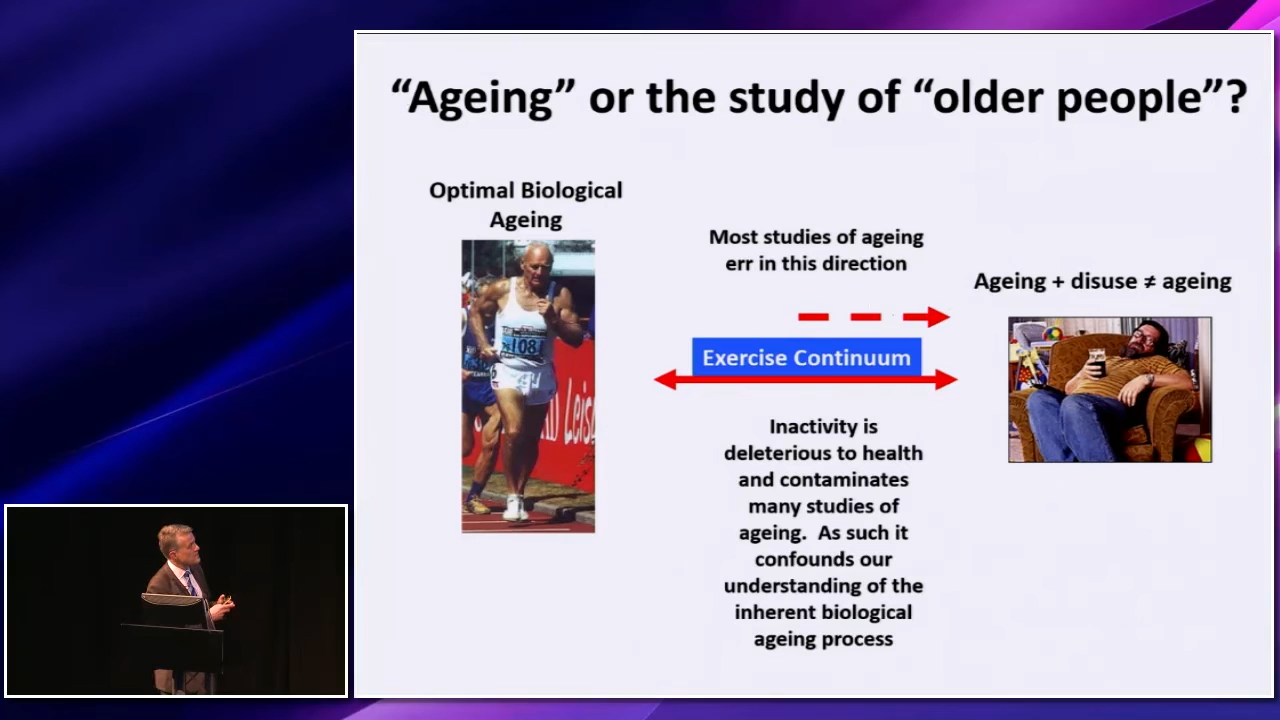 “Ageing” or the study of “older people”?
Optimal Biological
Ageing
108
Most studies of ageing
err in this direction
Exercise Continuum
Inactivity is
deleterious to health
and contaminates
many studies of
ageing.  As such it
confounds our
understanding of the
inherent biological
ageing process
Ageing + disuse ≠ ageing